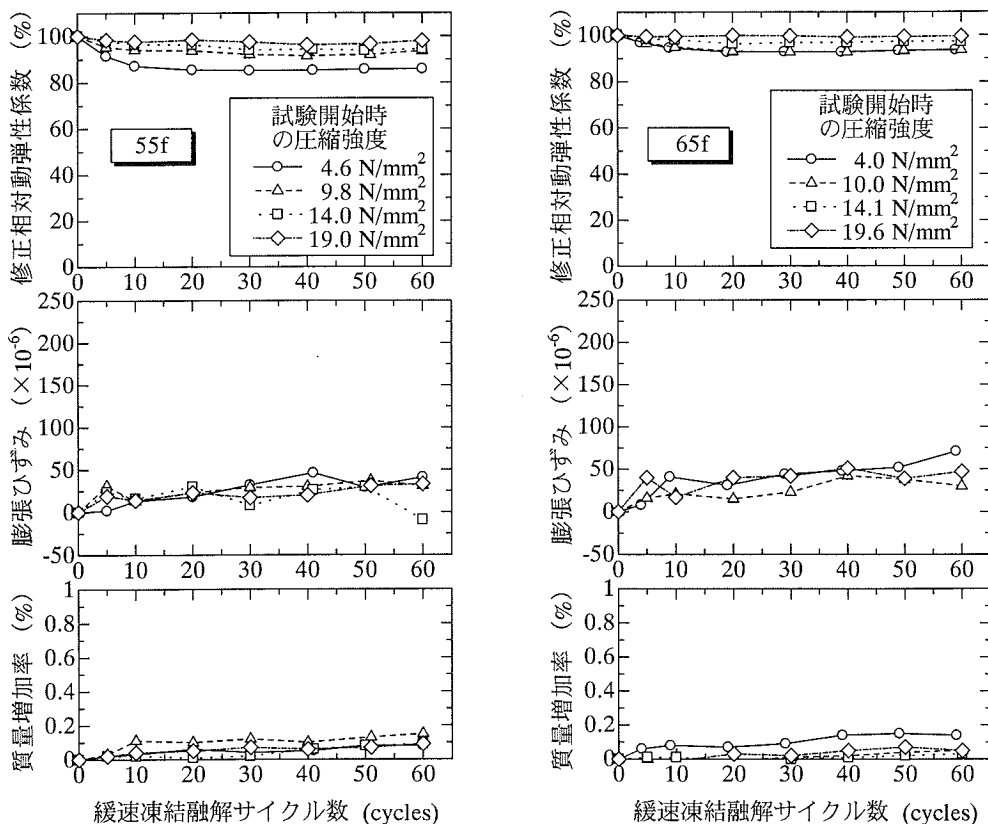 修正相対動弾性係数 (%)
100
80
60
40
20
0
55f
試験開始時
の圧縮強度
4.6 N/mm²
9.8 N/mm²
14.0 N/mm²
19.0 N/mm²
0 10 20 30 40 50 60
膨張ひずみ (×10⁻⁶)
250
200
150
100
50
0
-50
0 10 20 30 40 50 60
質量増加率 (%)
1
0.8
0.6
0.4
0.2
0
0 10 20 30 40 50 60
緩速凍結融解サイクル数 (cycles)
修正相対動弾性係数 (%)
100
80
60
40
20
0
65f
試験開始時
の圧縮強度
4.0 N/mm²
10.0 N/mm²
14.1 N/mm²
19.6 N/mm²
0 10 20 30 40 50 60
膨張ひずみ (×10⁻⁶)
250
200
150
100
50
0
-50
0 10 20 30 40 50 60
質量増加率 (%)
1
0.8
0.6
0.4
0.2
0
0 10 20 30 40 50 60
緩速凍結融解サイクル数 (cycles)